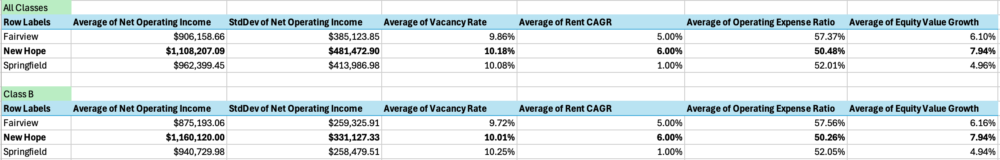 All Classes
Row Labels Average of Net Operating Income StdDev of Net Operating Income Average of Vacancy Rate Average of Rent CAGR Average of Operating Expense Ratio Average of Equity Value Growth
Fairview $906,158.66 $385,123.85 9.86% 5.00% 57.37% 6.10%
New Hope $1,108,207.09 $481,472.90 10.18% 6.00% 50.48% 7.94%
Springfield $962,399.45 $413,986.98 10.08% 1.00% 52.01% 4.96%
Class B
Row Labels Average of Net Operating Income StdDev of Net Operating Income Average of Vacancy Rate Average of Rent CAGR Average of Operating Expense Ratio Average of Equity Value Growth
Fairview $875,193.06 $259,325.91 9.72% 5.00% 57.56% 6.16%
New Hope $1,160,120.00 $331,127.33 10.01% 6.00% 50.26% 7.94%
Springfield $940,729.98 $258,479.51 10.25% 1.00% 52.05% 4.94%